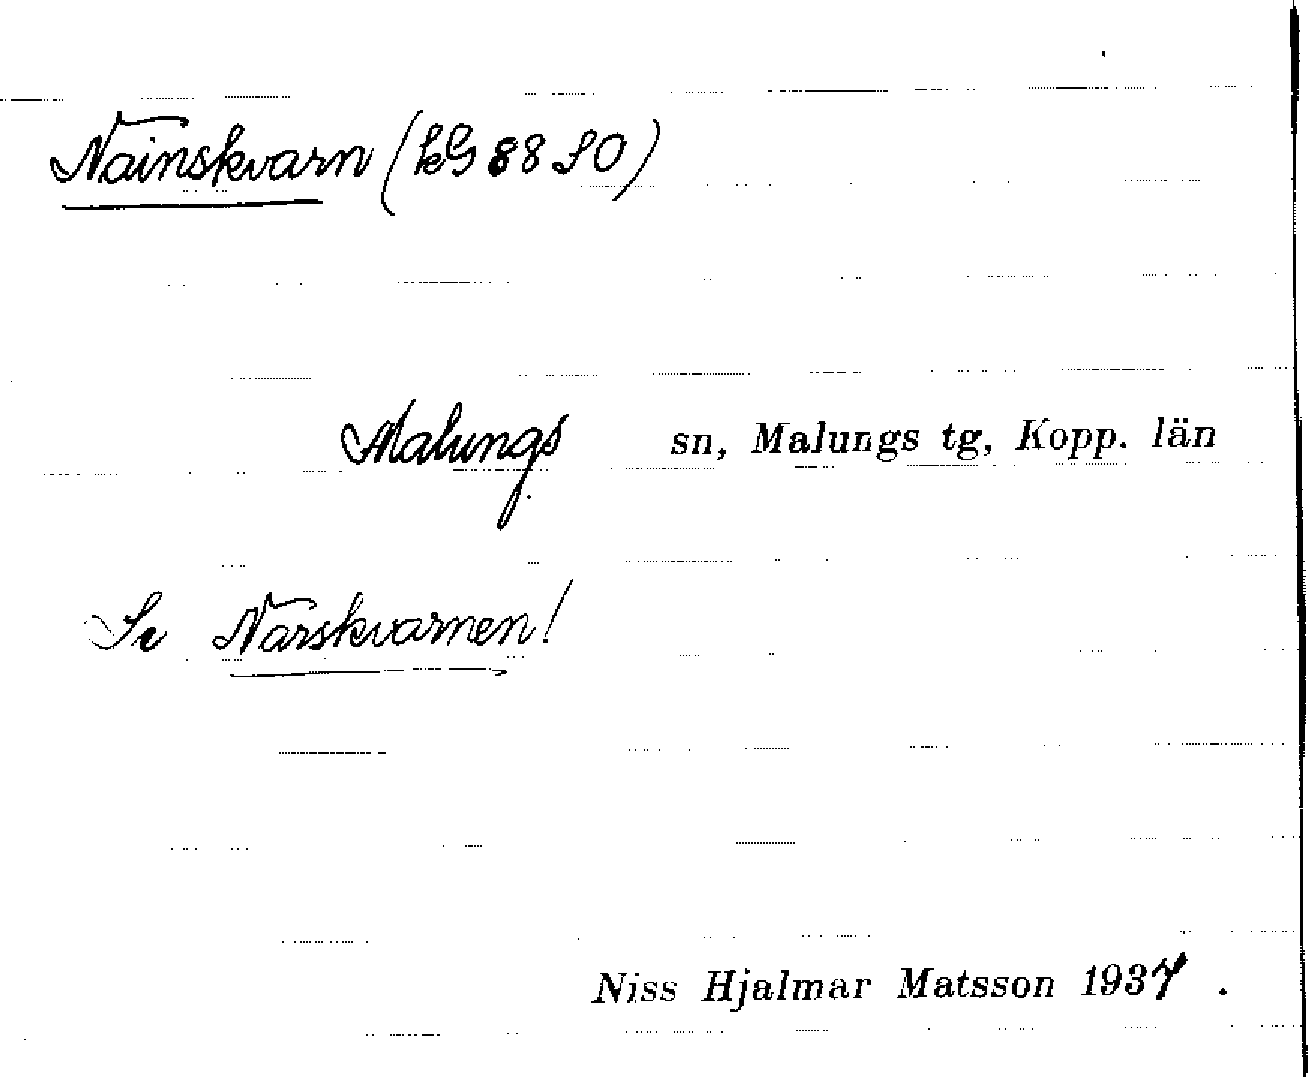 Nainskvarn (kG 88 SO)
Malungs sn, Malungs tg, Kopp. län
Se Narskvarnen!
Niss Hjalmar Matsson 1937.